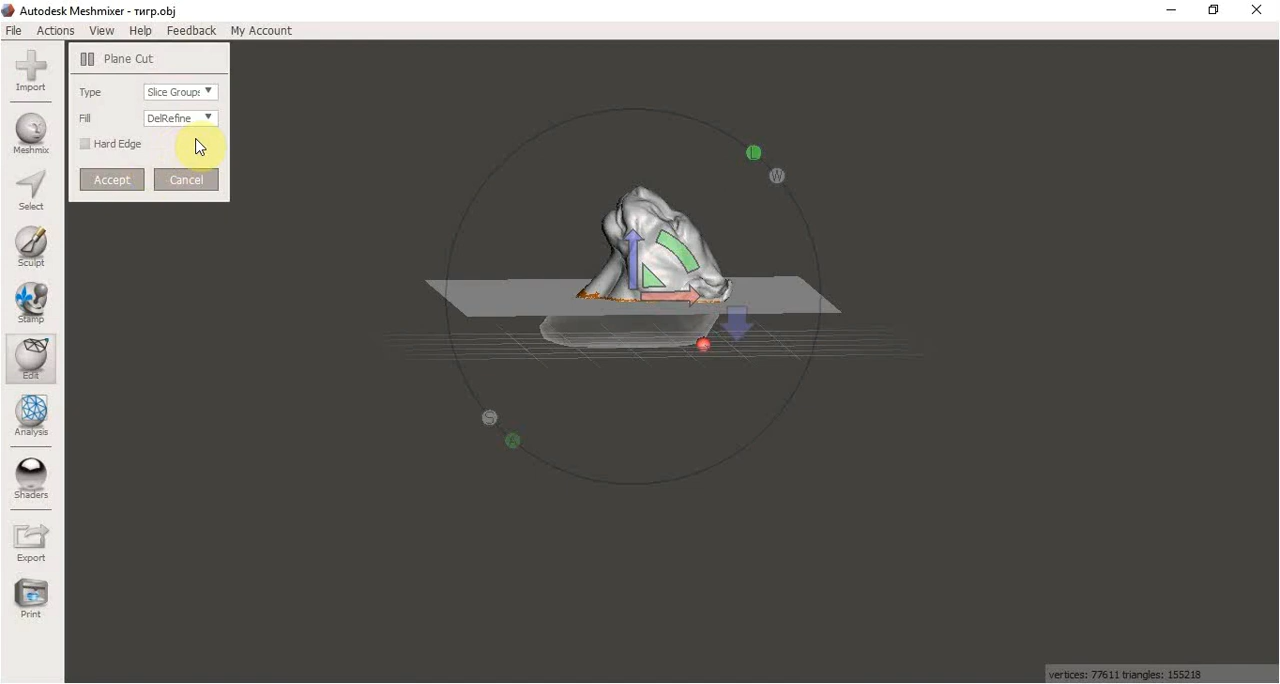 Autodesk Meshmixer - тигр.obj
File Actions View Help Feedback My Account
Import
Meshmix
Select
Sculpt
Stamp
Edit
Analysis
Shaders
Export
Print
Plane Cut
Type Slice Groups
Fill DelRefine
Hard Edge
Accept Cancel
L
W
S
A
vertices: 77611 triangles: 155218